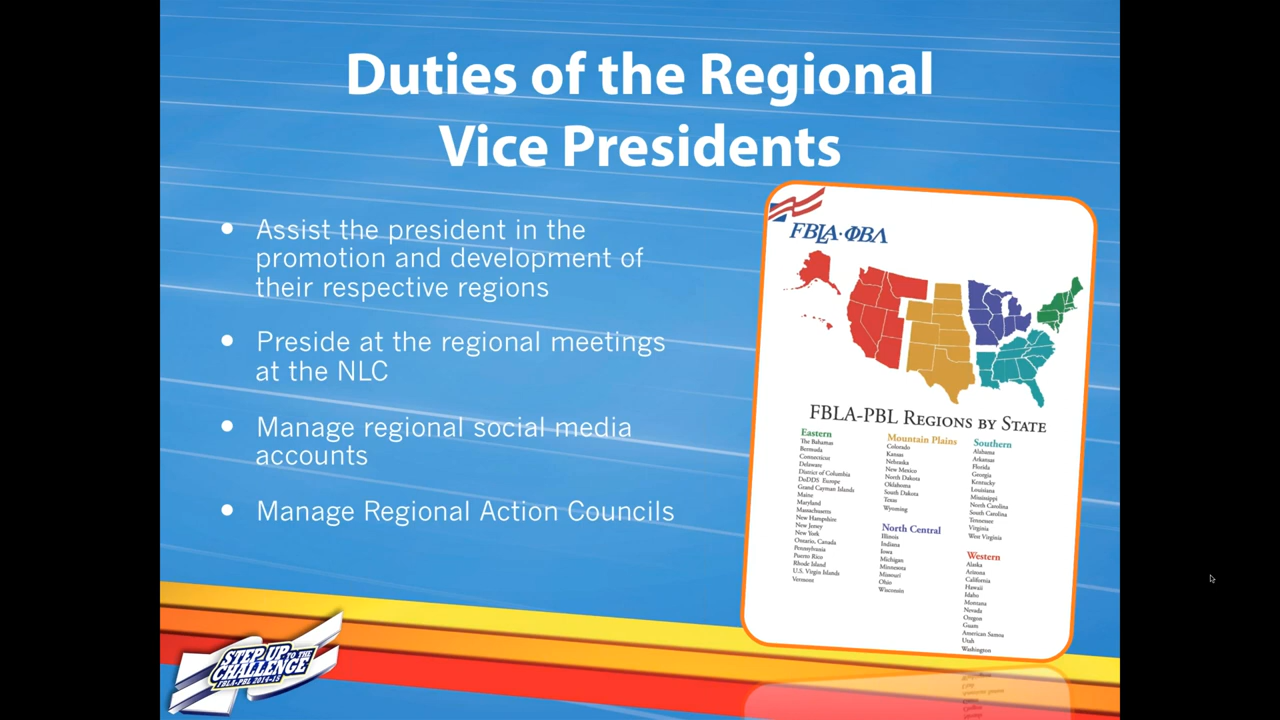 Duties of the Regional
Vice Presidents
Assist the president in the
promotion and development of
their respective regions
Preside at the regional meetings
at the NLC
Manage regional social media
accounts
Manage Regional Action Councils
FBLA·ΦBΛ
FBLA-PBL Regions by State
Eastern
The Bahamas
Bermuda
Connecticut
Delaware
District of Columbia
DoDDS Europe
Grand Cayman Islands
Maine
Maryland
Massachusetts
New Hampshire
New Jersey
New York
Ontario, Canada
Pennsylvania
Puerto Rico
Rhode Island
U.S. Virgin Islands
Vermont
Mountain Plains
Colorado
Kansas
Nebraska
New Mexico
North Dakota
Oklahoma
South Dakota
Texas
Wyoming
North Central
Illinois
Indiana
Iowa
Michigan
Minnesota
Missouri
Ohio
Wisconsin
Southern
Alabama
Arkansas
Florida
Georgia
Kentucky
Louisiana
Mississippi
North Carolina
South Carolina
Tennessee
Virginia
West Virginia
Western
Alaska
Arizona
California
Hawaii
Idaho
Montana
Nevada
Oregon
Guam
American Samoa
Utah
Washington
STEP UP TO THE
CHALLENGE
FBLA-PBL 2014-15